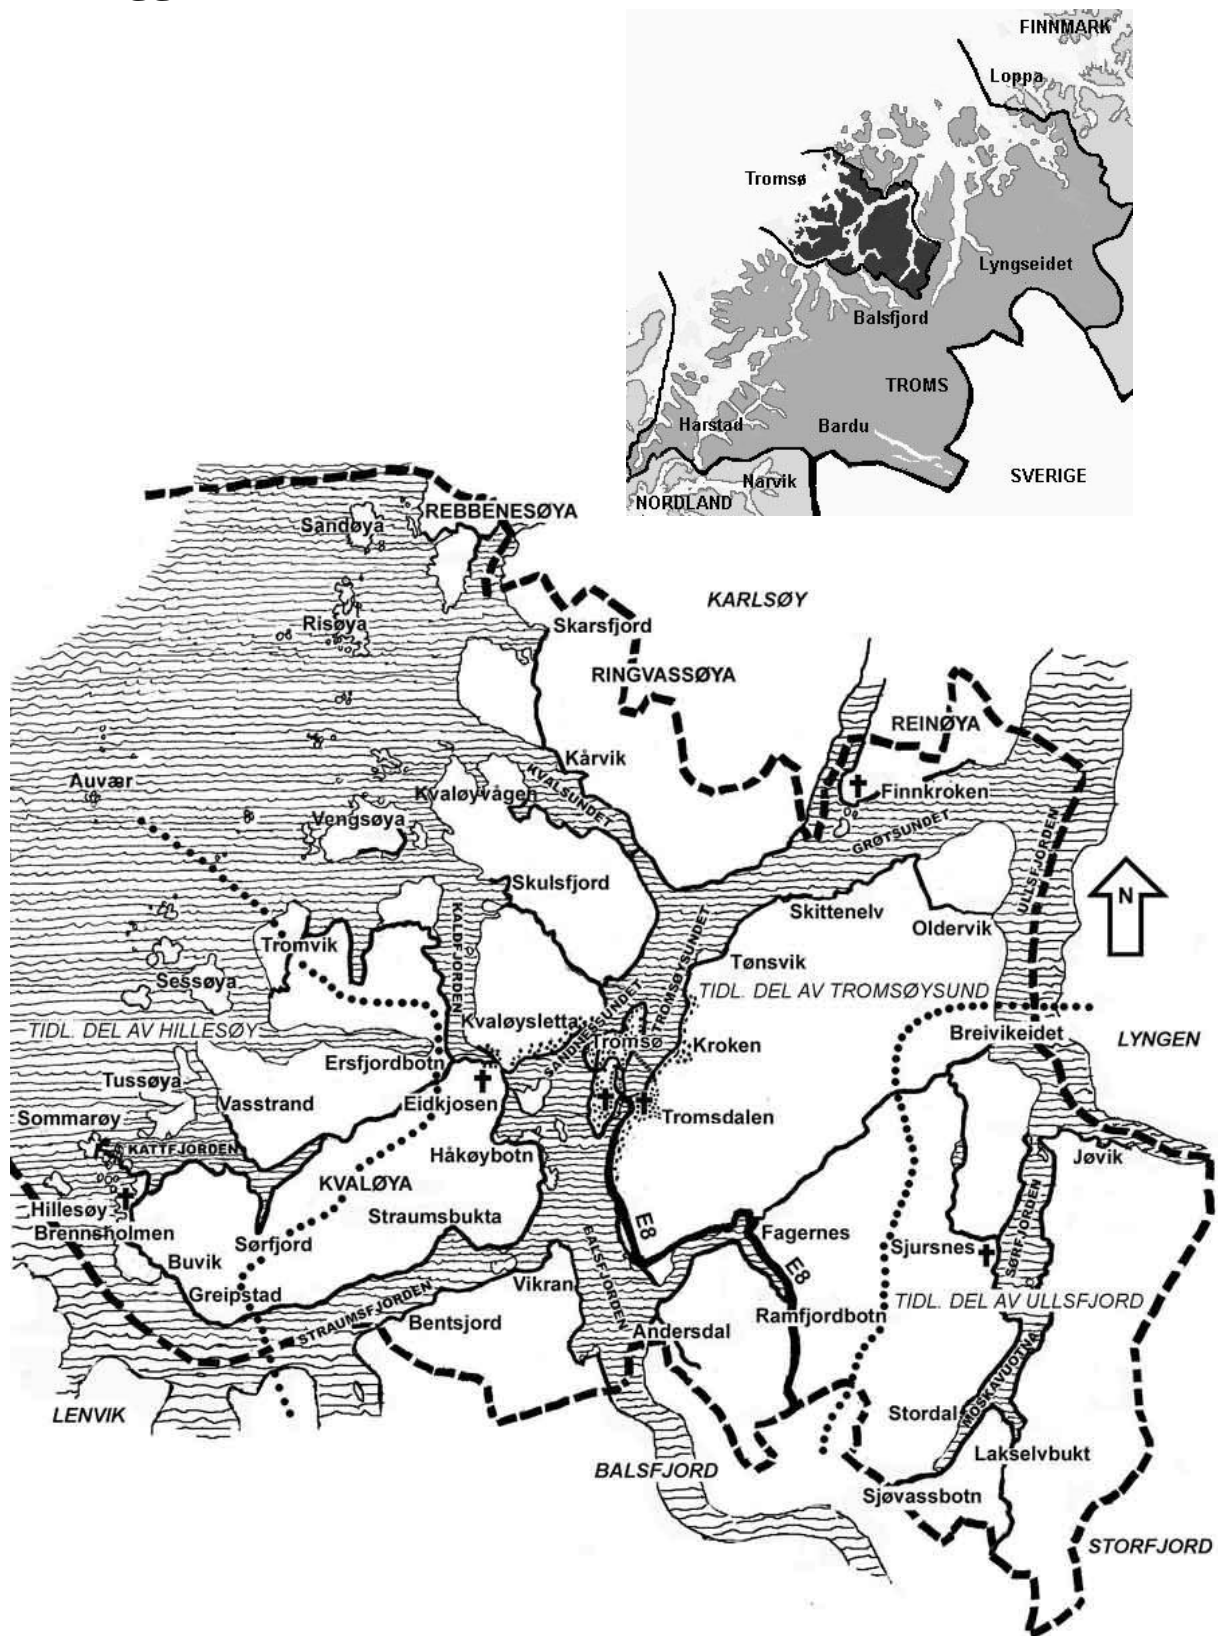 FINNMARK
Loppa
Tromsø
Lyngseidet
Balsfjord
TROMS
Harstad
Bardu
Narvik
SVERIGE
NORDLAND
REBBENESØYA
Sandøya
KARLSØY
Risøya
Skarsfjord
RINGVASSØYA
REINØYA
Kårvik
Auvær
Kvaløyvågen
KVALSUNDET
Finnkroken
Vengsøya
GRØTSUNDET
ULLSFJORDEN
Skulsfjord
N
KALDFJORDEN
Skittenelv
Oldervik
Tromvik
TROMSØYSUNDET
Tønsvik
Sessøya
TIDL. DEL AV TROMSØYSUND
TIDL. DEL AV HILLESØY
Kvaløysletta
SANDNESSUNDET
Tromsø
Kroken
Breivikeidet
LYNGEN
Ersfjordbotn
Tussøya
Vasstrand
Eidkjosen
Tromsdalen
Sommarøy
KATTFJORDEN
Håkøybotn
Jøvik
KVALØYA
Hillesøy
Straumsbukta
Brennsholmen
E8
Fagernes
SØRFJORDEN
Sørfjord
BALSFJORDEN
Sjursnes
Buvik
Vikran
E8
Greipstad
TIDL. DEL AV ULLSFJORD
STRAUMSFJORDEN
Bentsjord
Andersdal
Ramfjordbotn
MOSKAVUOTNA
LENVIK
Stordal
Lakselvbukt
BALSFJORD
Sjøvassbotn
STORFJORD